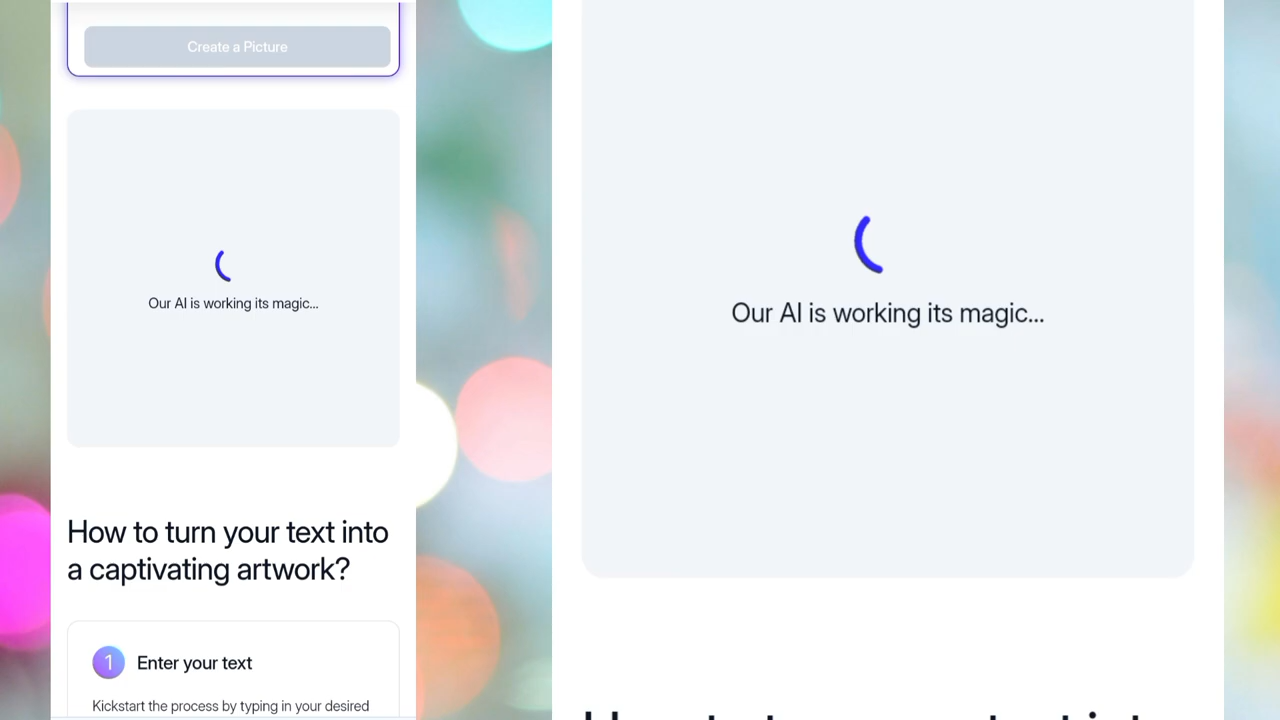 Create a Picture
Our AI is working its magic...
How to turn your text into
a captivating artwork?
1 Enter your text
Kickstart the process by typing in your desired
Our AI is working its magic...